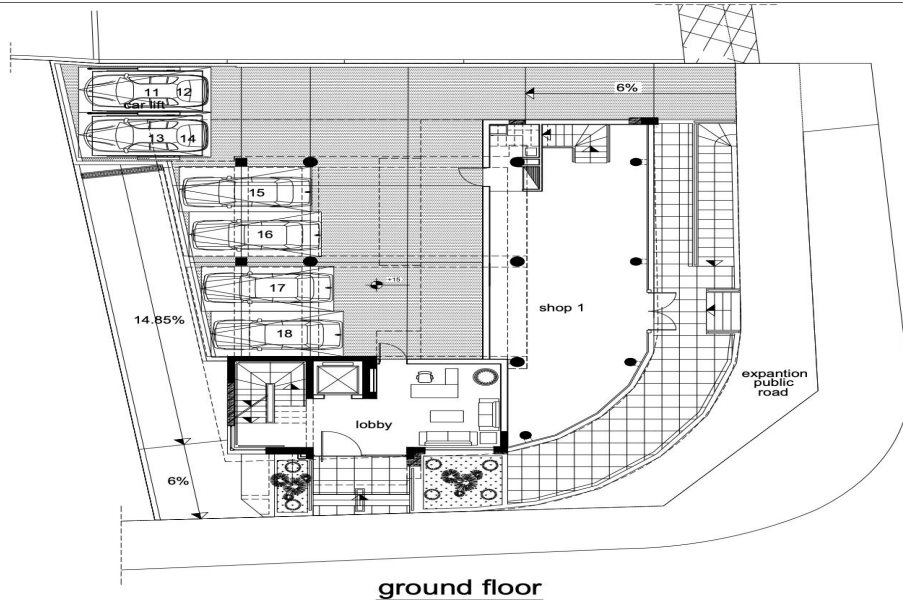 6%
11 12
car lift
13 14
15
16
+15
17
14.85%
shop 1
18
expantion
public
road
lobby
6%
ground floor